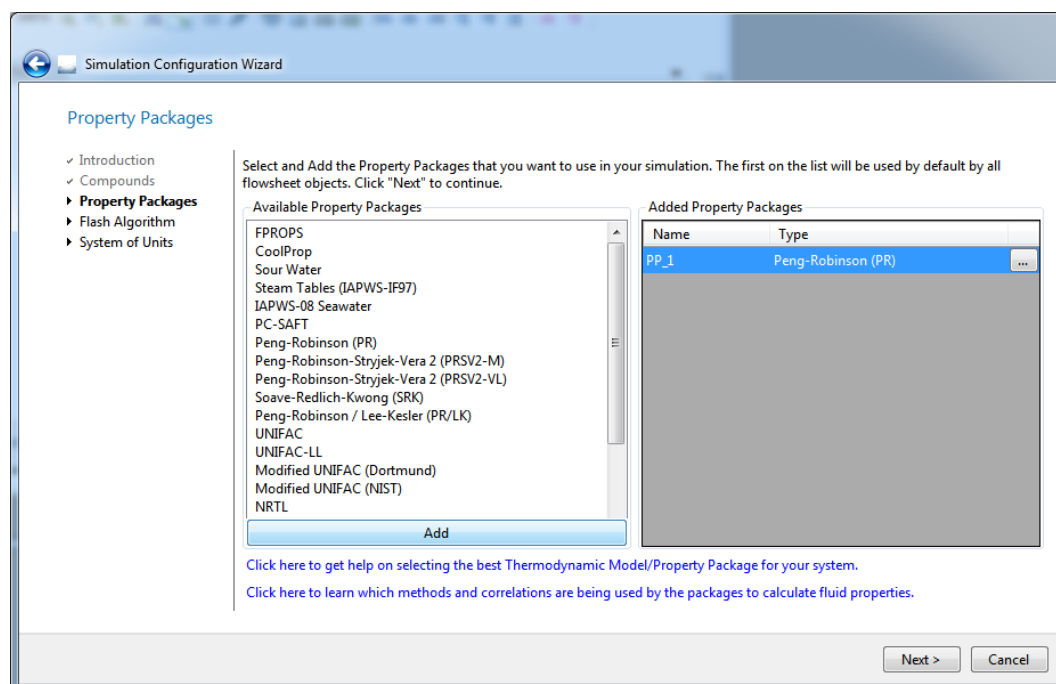 Simulation Configuration Wizard
Property Packages
Introduction
Compounds
Property Packages
Flash Algorithm
System of Units
Select and Add the Property Packages that you want to use in your simulation. The first on the list will be used by default by all
flowsheet objects. Click "Next" to continue.
Available Property Packages
FPROPS
CoolProp
Sour Water
Steam Tables (IAPWS-IF97)
IAPWS-08 Seawater
PC-SAFT
Peng-Robinson (PR)
Peng-Robinson-Stryjek-Vera 2 (PRSV2-M)
Peng-Robinson-Stryjek-Vera 2 (PRSV2-VL)
Soave-Redlich-Kwong (SRK)
Peng-Robinson / Lee-Kesler (PR/LK)
UNIFAC
UNIFAC-LL
Modified UNIFAC (Dortmund)
Modified UNIFAC (NIST)
NRTL
Add
Added Property Packages
Name Type
PP_1 Peng-Robinson (PR) ...
Click here to get help on selecting the best Thermodynamic Model/Property Package for your system.
Click here to learn which methods and correlations are being used by the packages to calculate fluid properties.
Next > Cancel